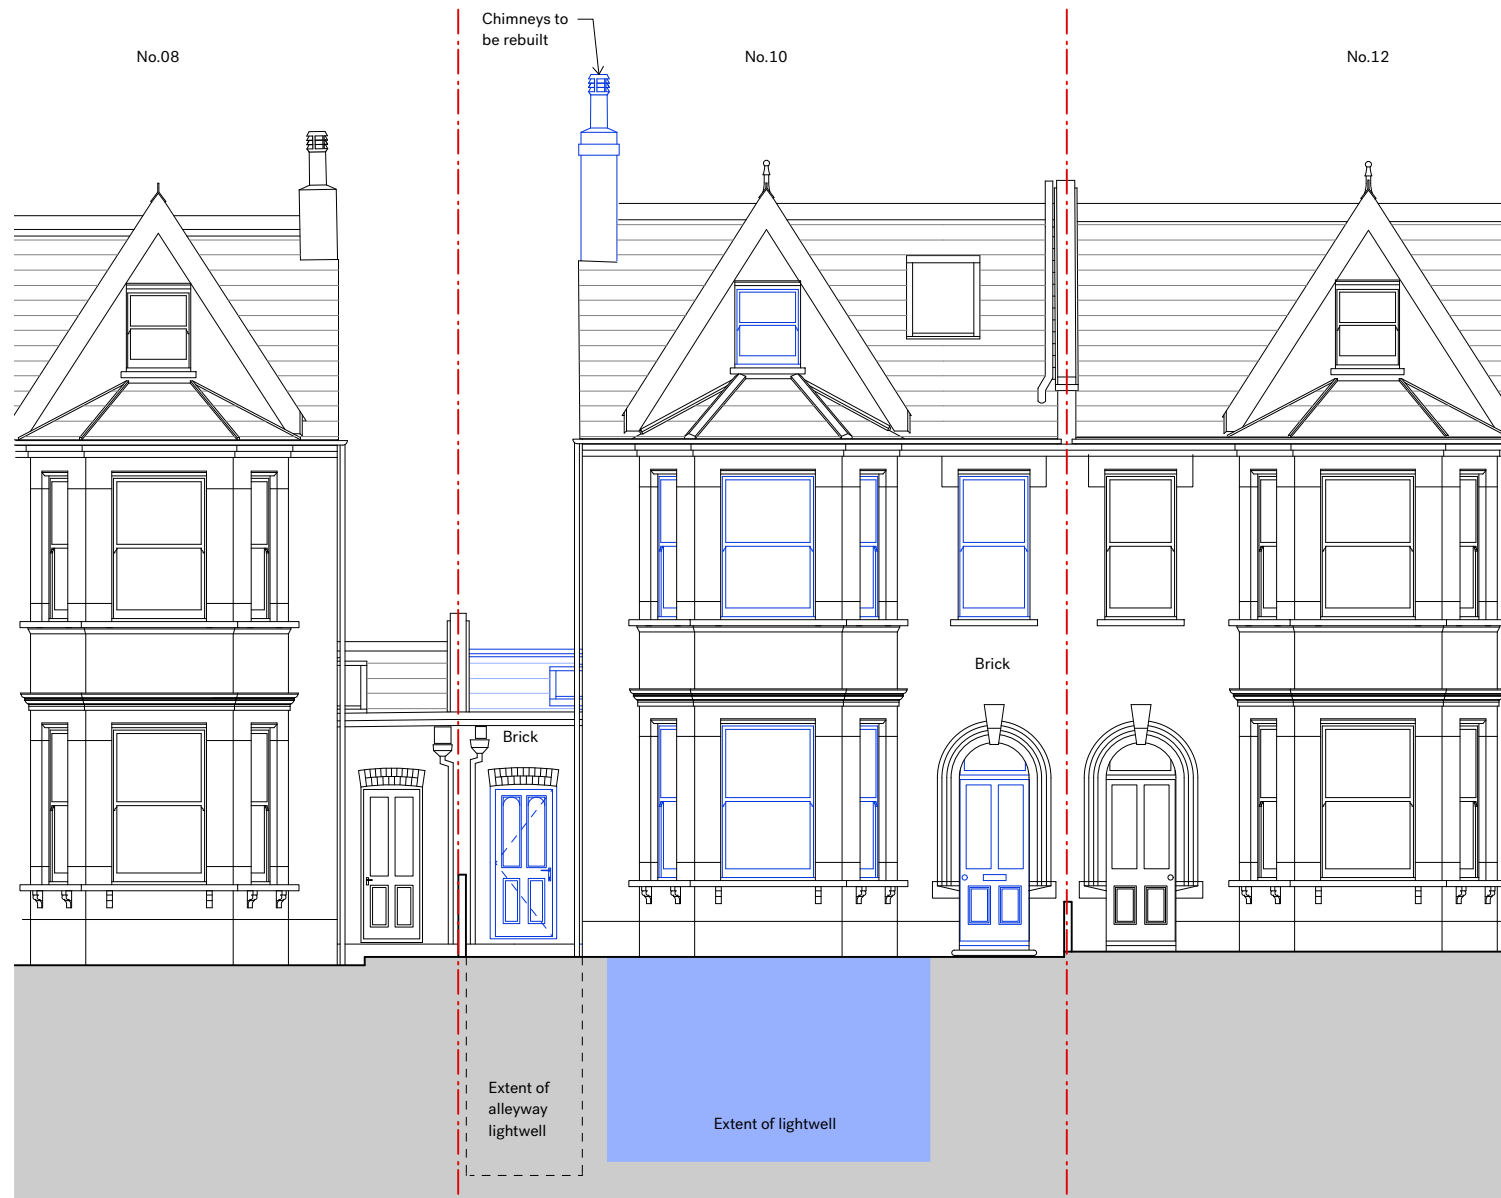 Chimneys to
be rebuilt
No.08
No.10
No.12
Brick
Brick
Extent of
alleyway
lightwell
Extent of lightwell